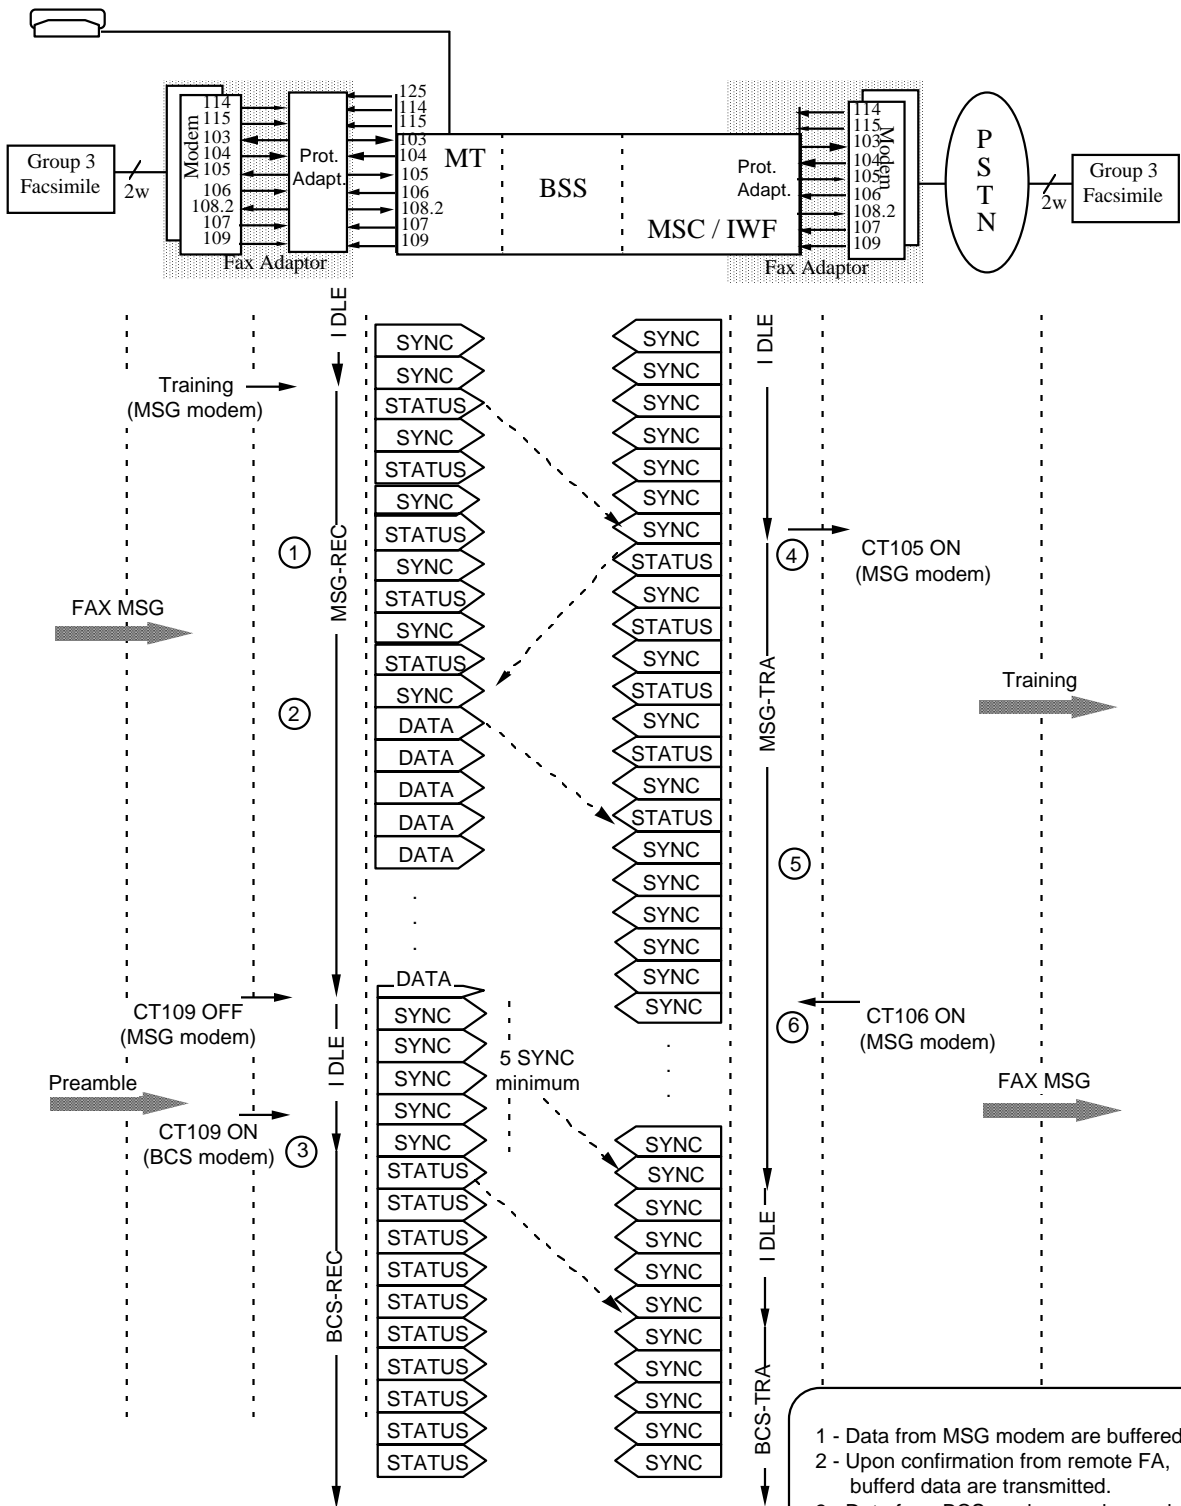 125
114
115
103
104
105
106
108.2
107
109
114
115
103
104
105
106
108.2
107
109
Modem
Prot.
Adapt.
Group 3
Facsimile
2w
Fax Adaptor
MT
BSS
MSC / IWF
Prot.
Adapt.
114
115
103
104
105
106
108.2
107
109
Modem
Fax Adaptor
P
S
T
N
2w
Group 3
Facsimile
I DLE
MSG-REC
I DLE
BCS-REC
Training
(MSG modem)
1
FAX MSG
2
CT109 OFF
(MSG modem)
Preamble
CT109 ON
(BCS modem)
3
SYNC
SYNC
STATUS
SYNC
STATUS
SYNC
STATUS
SYNC
STATUS
SYNC
STATUS
SYNC
DATA
DATA
DATA
DATA
DATA
.
.
.
DATA
SYNC
SYNC
SYNC
SYNC
SYNC
STATUS
STATUS
STATUS
STATUS
STATUS
STATUS
STATUS
STATUS
STATUS
STATUS
5 SYNC
minimum
SYNC
SYNC
SYNC
SYNC
SYNC
SYNC
SYNC
STATUS
SYNC
STATUS
SYNC
STATUS
SYNC
STATUS
SYNC
STATUS
SYNC
SYNC
SYNC
SYNC
SYNC
SYNC
.
.
.
SYNC
SYNC
SYNC
SYNC
SYNC
SYNC
SYNC
SYNC
SYNC
SYNC
SYNC
I DLE
MSG-TRA
I DLE
BCS-TRA
4
CT105 ON
(MSG modem)
Training
5
6
CT106 ON
(MSG modem)
FAX MSG
1 - Data from MSG modem are buffered
2 - Upon confirmation from remote FA,
bufferd data are transmitted.